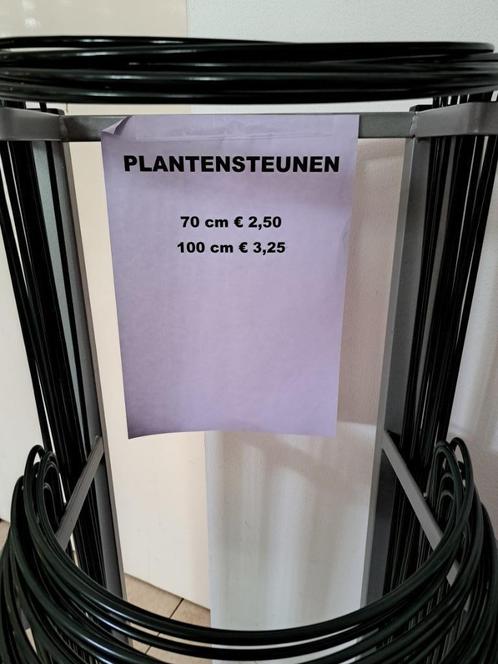 PLANTENSTEUNEN
70 cm € 2,50
100 cm € 3,25